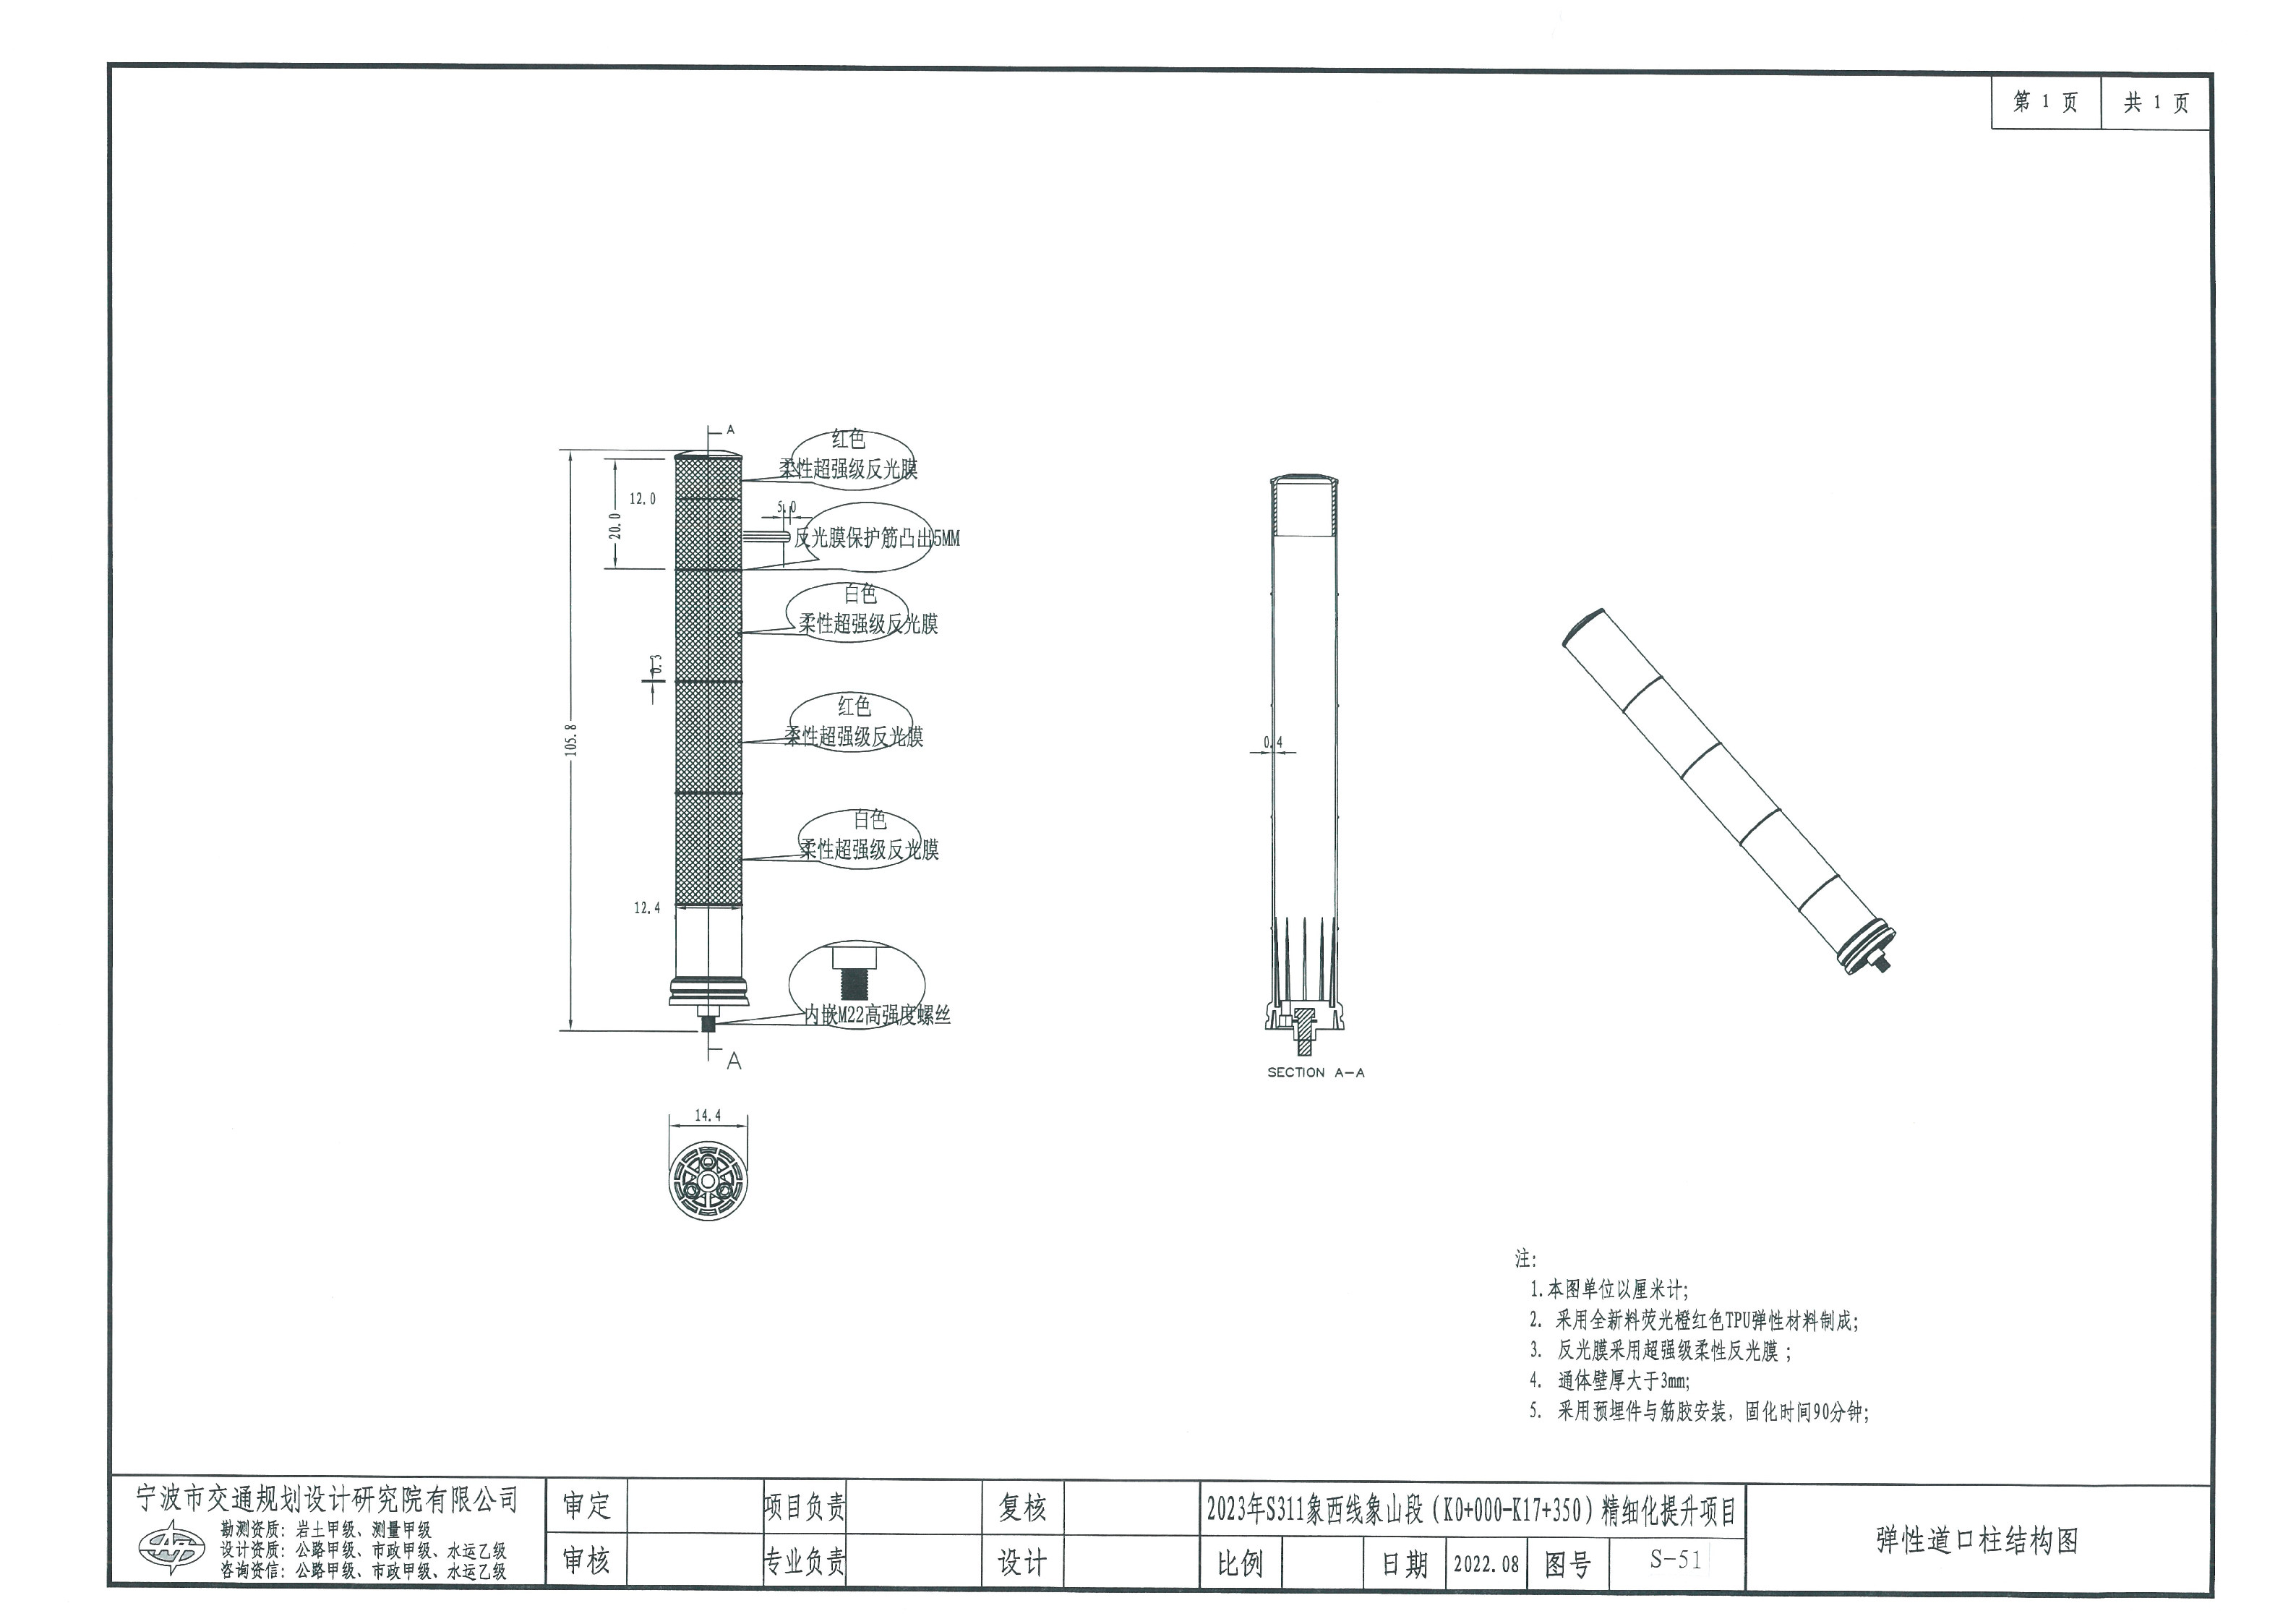 第 1 页
共 1 页
A
红色
柔性超强级反光膜
12.0
5.0
20.0
反光膜保护筋凸出5MM
白色
柔性超强级反光膜
0.3
红色
柔性超强级反光膜
105.8
0.4
白色
柔性超强级反光膜
12.4
内嵌M22高强度螺丝
A
SECTION A-A
14.4
注:
1.本图单位以厘米计;
2. 采用全新料荧光橙红色TPU弹性材料制成;
3. 反光膜采用超强级柔性反光膜;
4. 通体壁厚大于3mm;
5. 采用预埋件与筋胶安装, 固化时间90分钟;
宁波市交通规划设计研究院有限公司
勘测资质: 岩土甲级、测量甲级
设计资质: 公路甲级、市政甲级、水运乙级
咨询资信: 公路甲级、市政甲级、水运乙级
审定
项目负责
复核
2023年S311象西线象山段(K0+000-K17+350)精细化提升项目
审核
专业负责
设计
比例
日期
2022.08
图号
S-51
弹性道口柱结构图